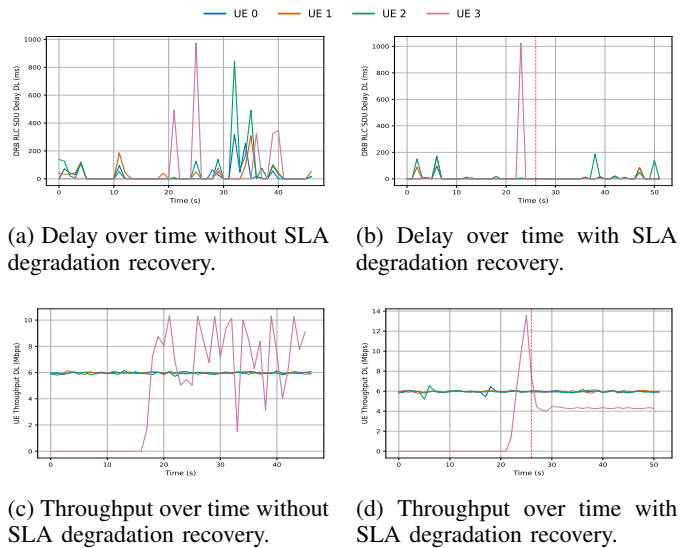 UE 0 UE 1 UE 2 UE 3
DRB RLC SDU Delay DL (ms)
1000
800
600
400
200
0
0 10 20 30 40
Time (s)
DRB RLC SDU Delay DL (ms)
1000
800
600
400
200
0
0 10 20 30 40 50
Time (s)
(a) Delay over time without SLA
degradation recovery.
(b) Delay over time with SLA
degradation recovery.
UE Throughput DL (Mbps)
10
8
6
4
2
0
0 10 20 30 40
Time (s)
UE Throughput DL (Mbps)
14
12
10
8
6
4
2
0
0 10 20 30 40 50
Time (s)
(c) Throughput over time without
SLA degradation recovery.
(d) Throughput over time with
SLA degradation recovery.